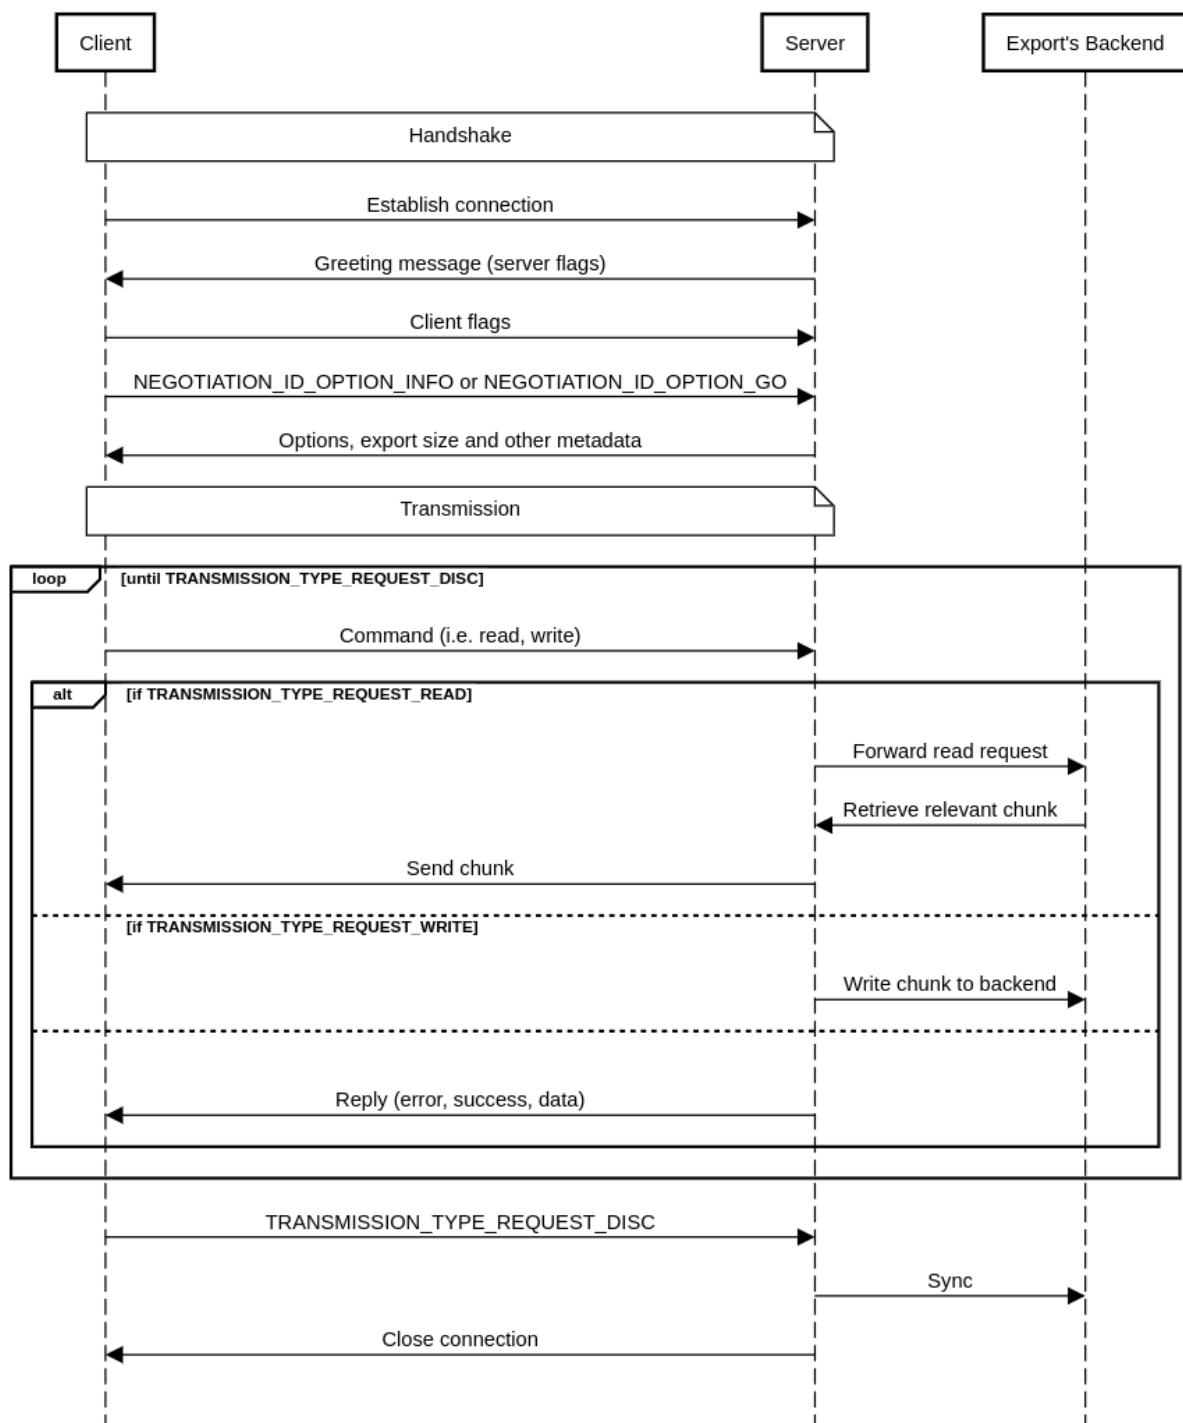 Client
Server
Export's Backend
Handshake
Establish connection
Greeting message (server flags)
Client flags
NEGOTIATION_ID_OPTION_INFO or NEGOTIATION_ID_OPTION_GO
Options, export size and other metadata
Transmission
loop
[until TRANSMISSION_TYPE_REQUEST_DISC]
Command (i.e. read, write)
alt
[if TRANSMISSION_TYPE_REQUEST_READ]
Forward read request
Retrieve relevant chunk
Send chunk
[if TRANSMISSION_TYPE_REQUEST_WRITE]
Write chunk to backend
Reply (error, success, data)
TRANSMISSION_TYPE_REQUEST_DISC
Sync
Close connection